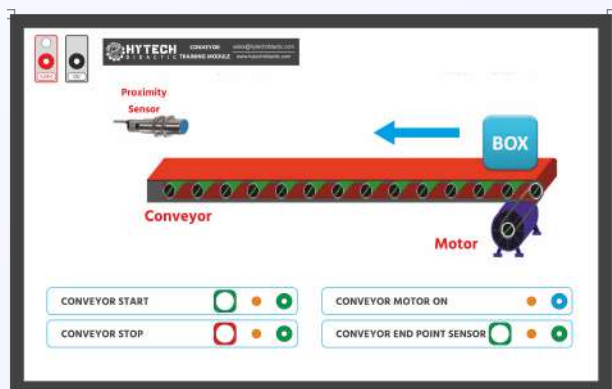 HYTECH
DIDACTIC
CONVEYOR
TRAINING MODULE
Proximity
Sensor
BOX
Conveyor
Motor
CONVEYOR START
CONVEYOR MOTOR ON
CONVEYOR STOP
CONVEYOR END POINT SENSOR